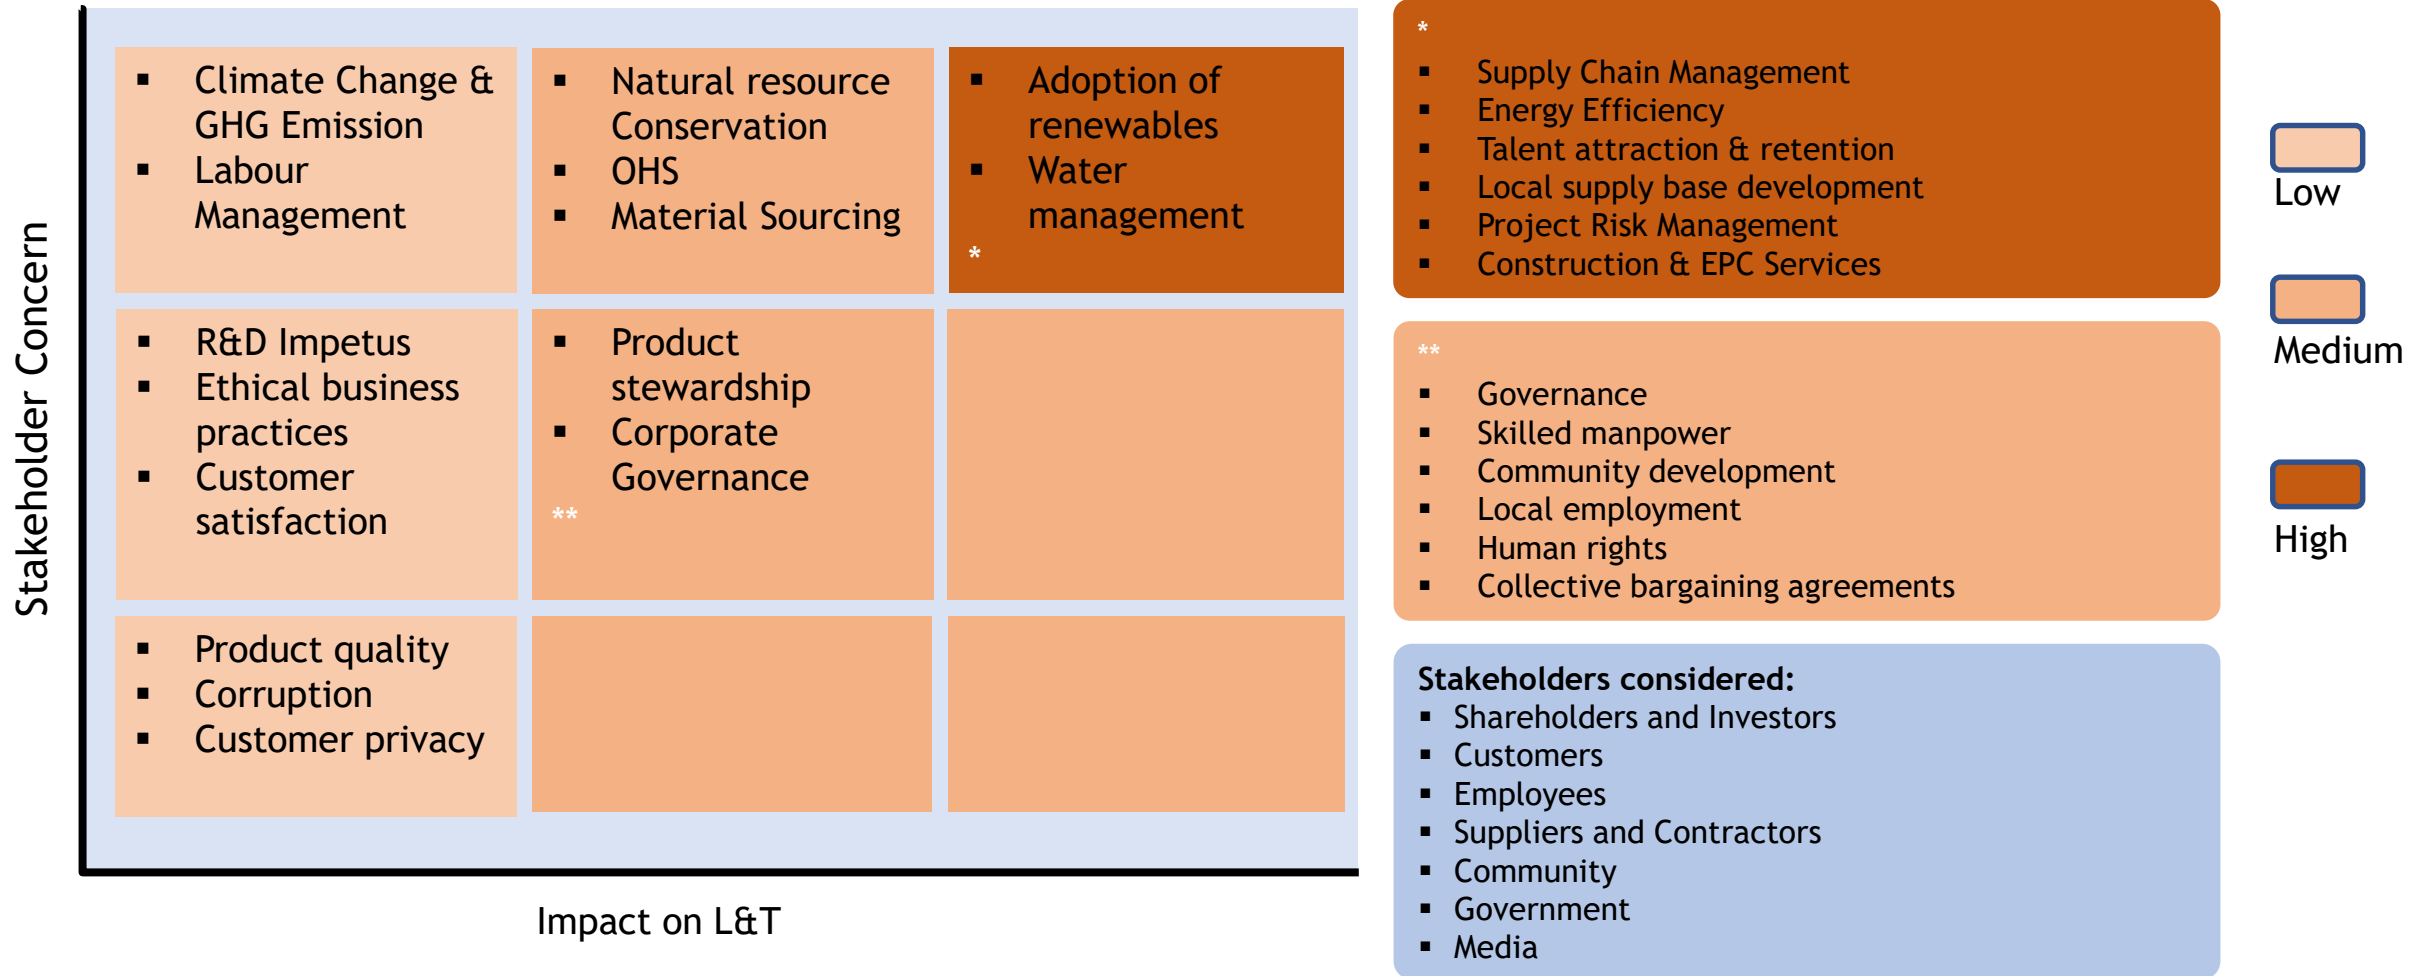 Stakeholder Concern
▪ Climate Change &
GHG Emission
▪ Labour
Management
▪ Natural resource
Conservation
▪ OHS
▪ Material Sourcing
▪ Adoption of
renewables
▪ Water
management
*
▪ R&D Impetus
▪ Ethical business
practices
▪ Customer
satisfaction
▪ Product
stewardship
▪ Corporate
Governance
**
▪ Product quality
▪ Corruption
▪ Customer privacy
Impact on L&T
*
▪ Supply Chain Management
▪ Energy Efficiency
▪ Talent attraction & retention
▪ Local supply base development
▪ Project Risk Management
▪ Construction & EPC Services
**
▪ Governance
▪ Skilled manpower
▪ Community development
▪ Local employment
▪ Human rights
▪ Collective bargaining agreements
Stakeholders considered:
▪ Shareholders and Investors
▪ Customers
▪ Employees
▪ Suppliers and Contractors
▪ Community
▪ Government
▪ Media
Low
Medium
High